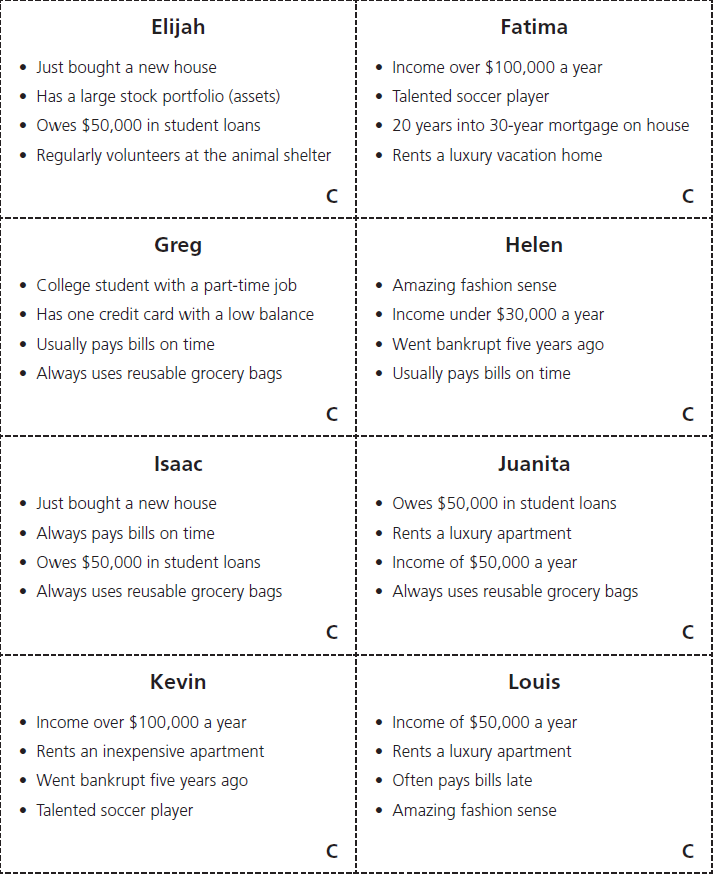 Elijah
• Just bought a new house
• Has a large stock portfolio (assets)
• Owes $50,000 in student loans
• Regularly volunteers at the animal shelter
C
Fatima
• Income over $100,000 a year
• Talented soccer player
• 20 years into 30-year mortgage on house
• Rents a luxury vacation home
C
Greg
• College student with a part-time job
• Has one credit card with a low balance
• Usually pays bills on time
• Always uses reusable grocery bags
C
Helen
• Amazing fashion sense
• Income under $30,000 a year
• Went bankrupt five years ago
• Usually pays bills on time
C
Isaac
• Just bought a new house
• Always pays bills on time
• Owes $50,000 in student loans
• Always uses reusable grocery bags
C
Juanita
• Owes $50,000 in student loans
• Rents a luxury apartment
• Income of $50,000 a year
• Always uses reusable grocery bags
C
Kevin
• Income over $100,000 a year
• Rents an inexpensive apartment
• Went bankrupt five years ago
• Talented soccer player
C
Louis
• Income of $50,000 a year
• Rents a luxury apartment
• Often pays bills late
• Amazing fashion sense
C